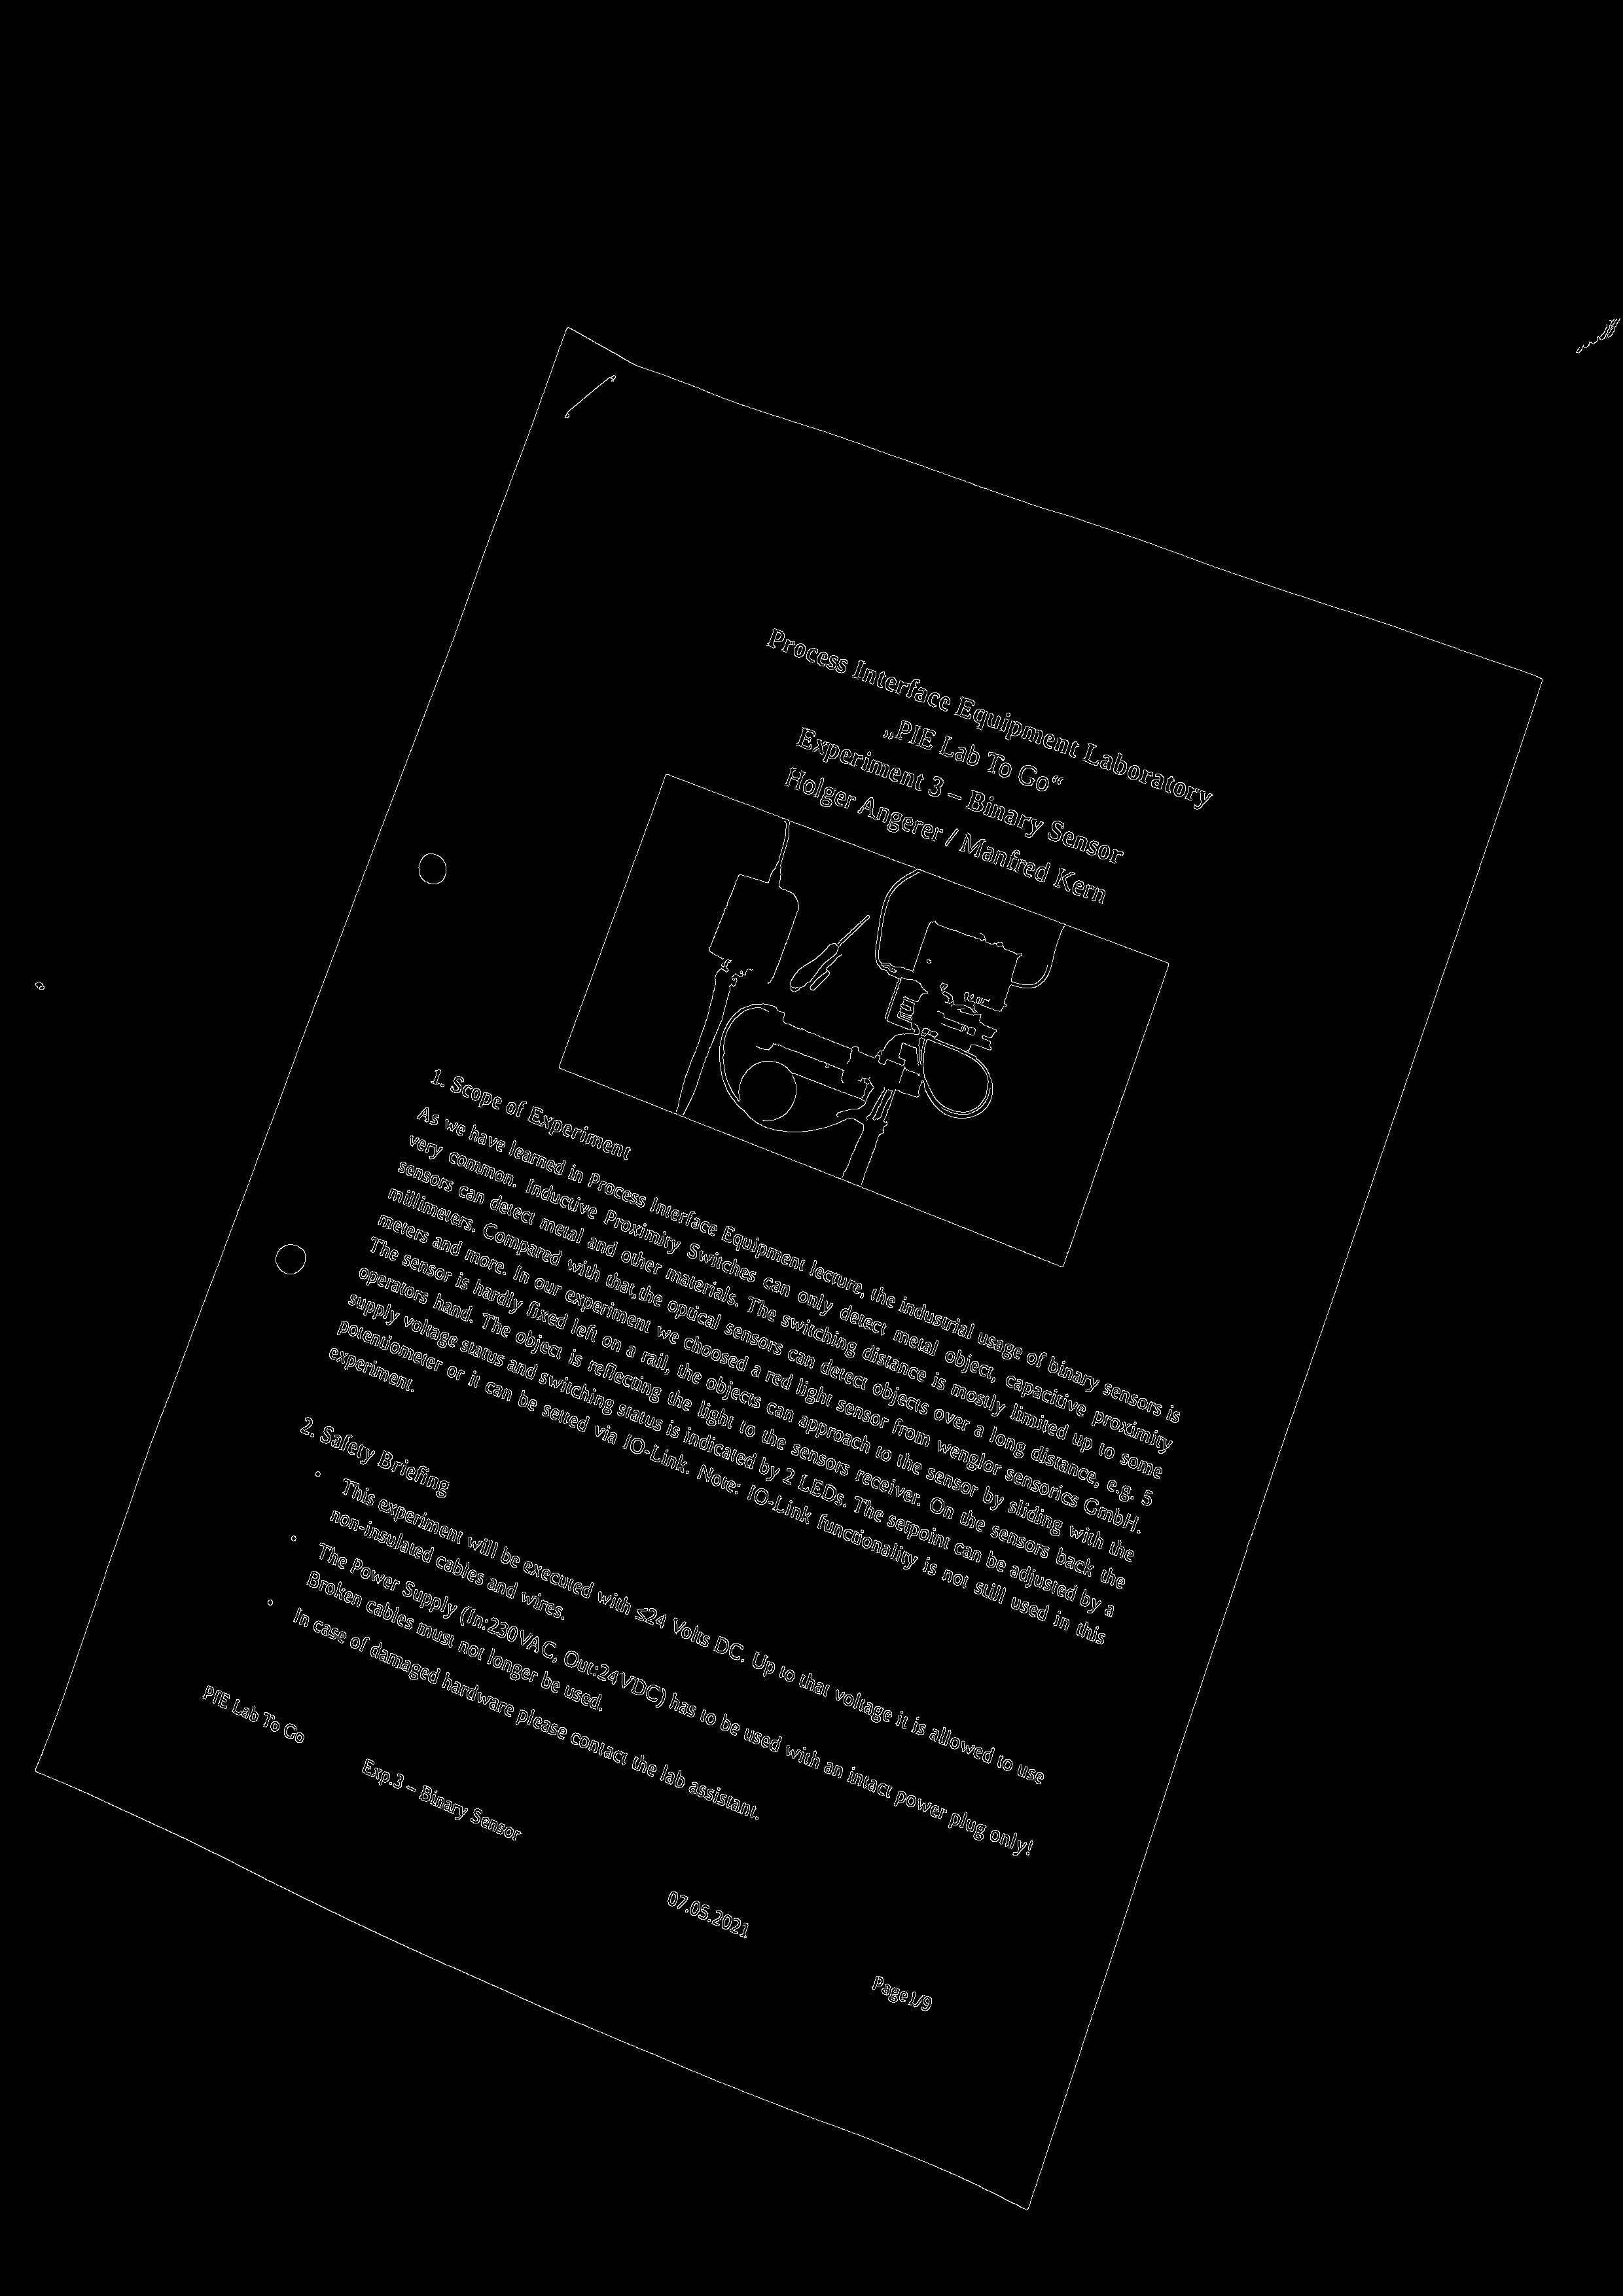 Process Interface Equipment Laboratory
„PIE Lab To Go“
Experiment 3 – Binary Sensor
Holger Angerer / Manfred Kern
1. Scope of Experiment
As we have learned in Process Interface Equipment lecture, the industrial usage of binary sensors is
very common. Inductive Proximity Switches can only detect metal object, capacitive proximity
sensors can detect metal and other materials. The switching distance is mostly limited up to some
millimeters. Compared with that,the optical sensors can detect objects over a long distance, e.g. 5
meters and more. In our experiment we choosed a red light sensor from wenglor sensorics GmbH.
The sensor is hardly fixed left on a rail, the objects can approach to the sensor by sliding with the
operators hand. The object is reflecting the light to the sensors receiver. On the sensors back the
supply voltage status and switching status is indicated by 2 LEDs. The setpoint can be adjusted by a
potentiometer or it can be setted via IO-Link. Note: IO-Link functionality is not still used in this
experiment.
2. Safety Briefing
• This experiment will be executed with ≤24 Volts DC. Up to that voltage it is allowed to use
non-insulated cables and wires.
• The Power Supply (In:230VAC, Out:24VDC) has to be used with an intact power plug only!
Broken cables must not longer be used.
• In case of damaged hardware please contact the lab assistant.
PIE Lab To Go Exp.3 – Binary Sensor 07.05.2021 Page1/9